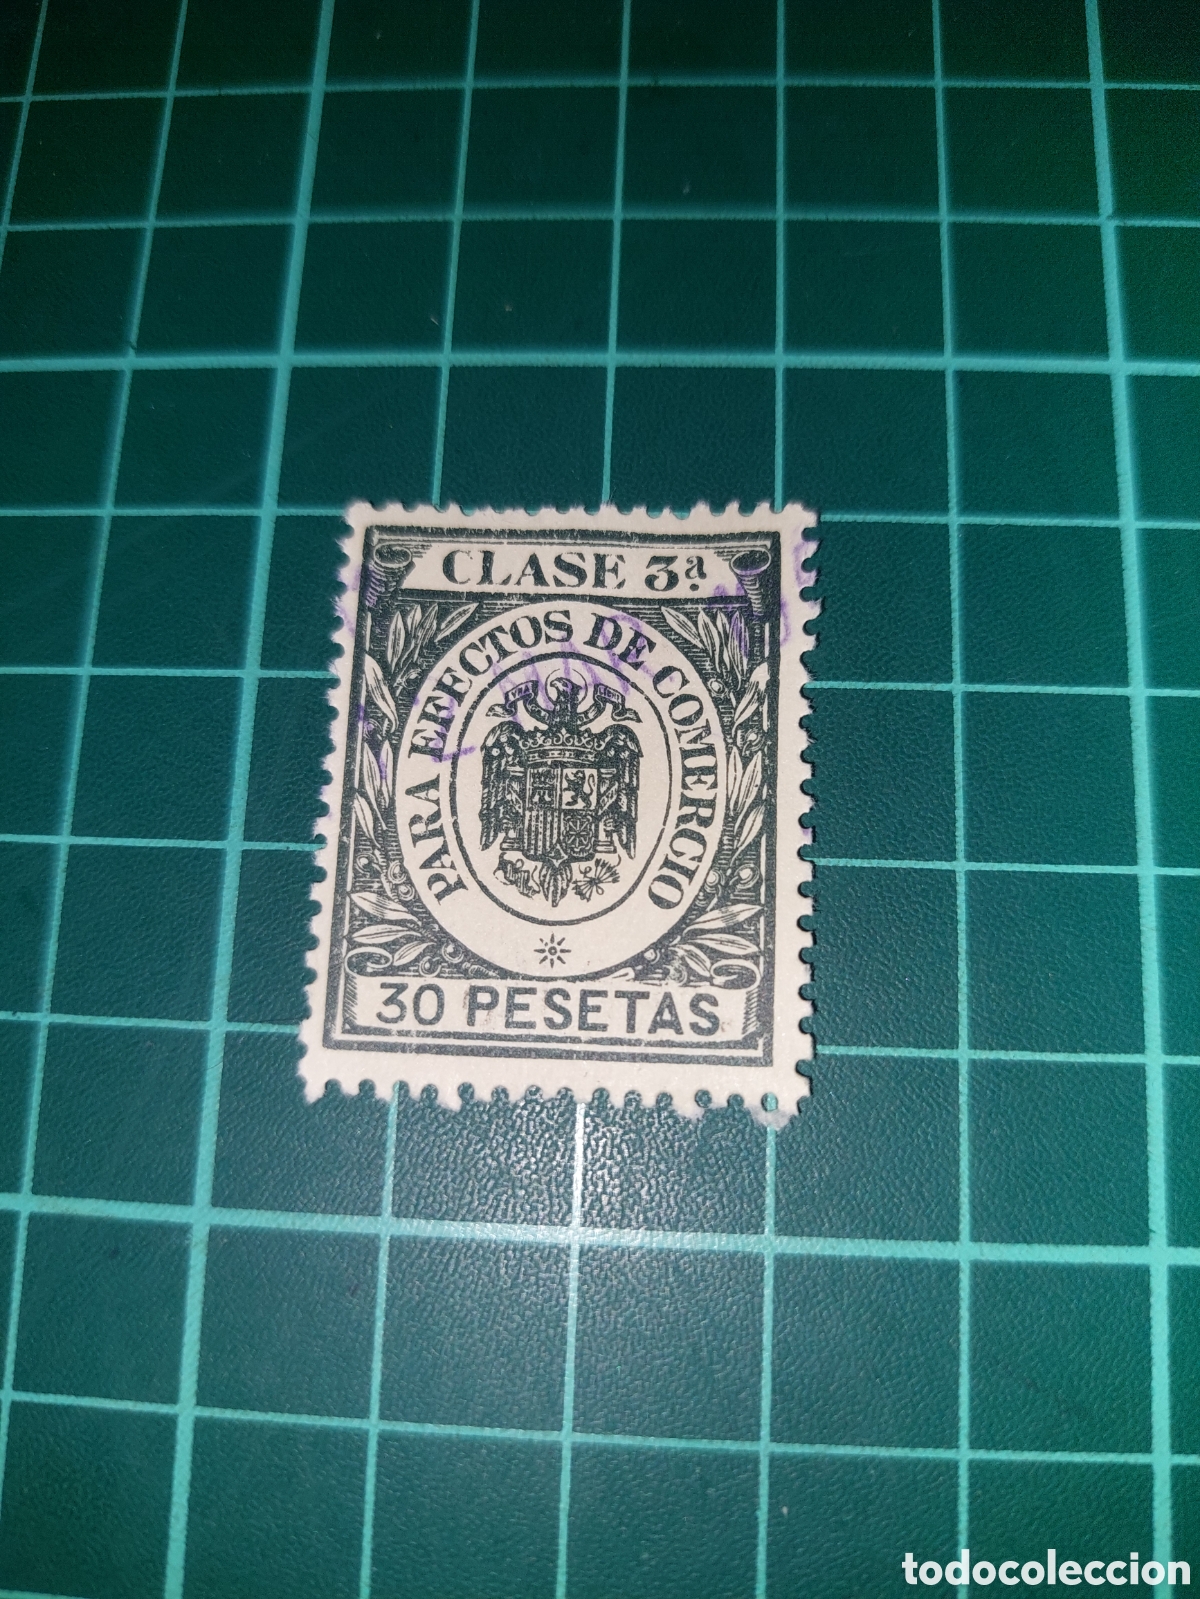 CLASE 3ª
PARA EFECTOS DE COMERCIO
30 PESETAS
todocoleccion